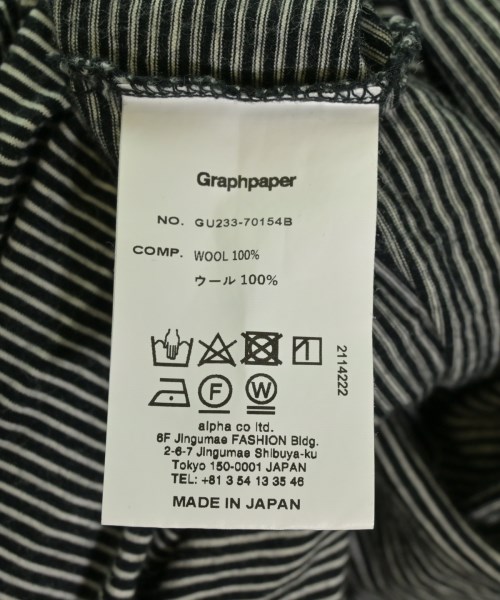 Graphpaper
NO. GU233-70154B
COMP. WOOL 100%
ウール 100%
2114222
F W
alpha co ltd.
6F Jingumae FASHION Bldg.
2-6-7 Jingumae Shibuya-ku
Tokyo 150-0001 JAPAN
TEL: +81 3 54 13 35 46
MADE IN JAPAN